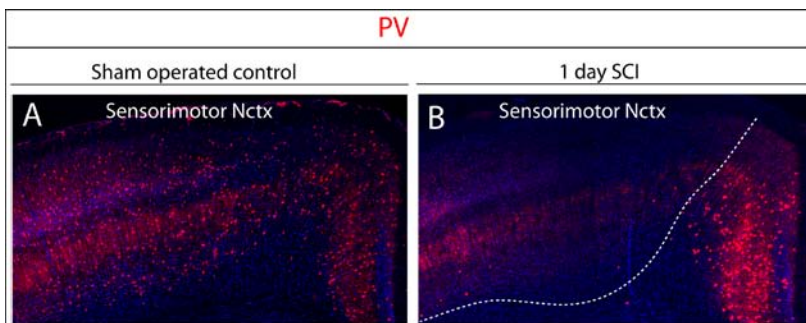 PV
Sham operated control
1 day SCI
A
Sensorimotor Nctx
B
Sensorimotor Nctx